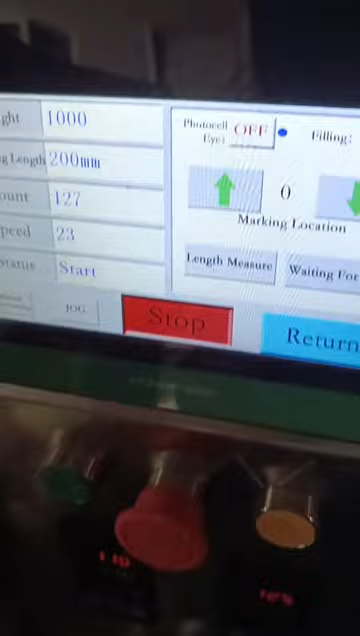 ght 1000
g Length 200mm
ount 127
peed 23
Status Start
JOG
Stop
Photocell Eye: OFF
Filling:
0
Marking Location
Length Measure
Waiting For
Return